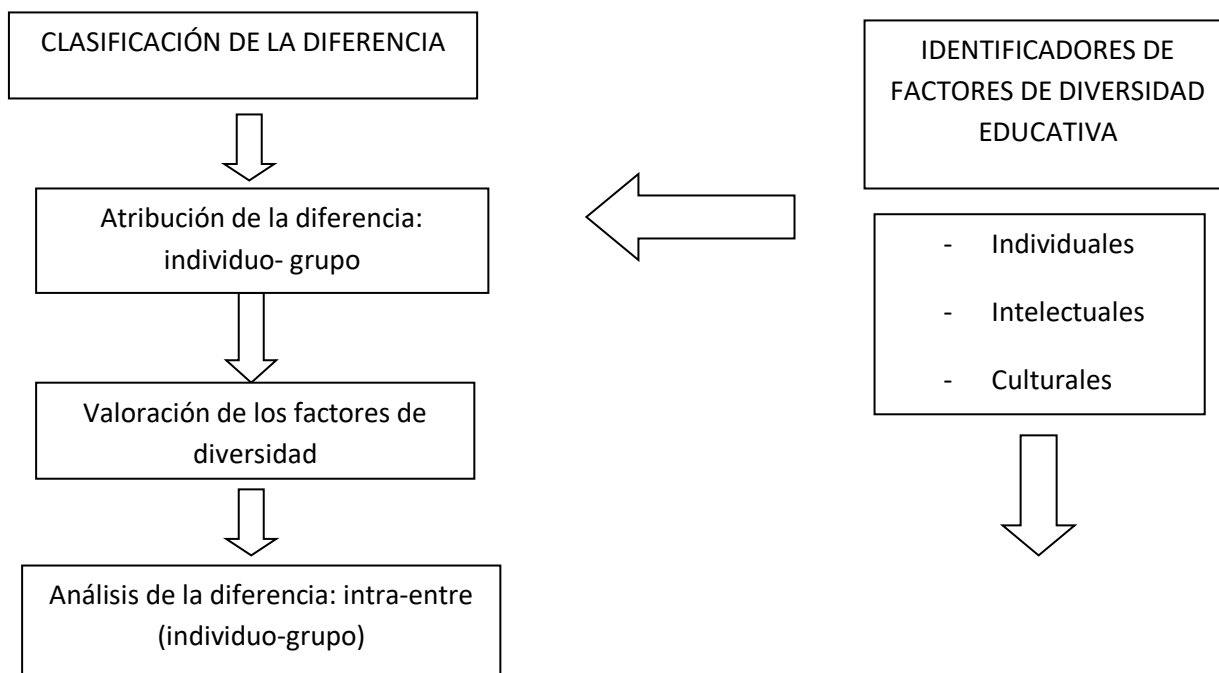 CLASIFICACIÓN DE LA DIFERENCIA
Atribución de la diferencia:
individuo- grupo
Valoración de los factores de
diversidad
Análisis de la diferencia: intra-entre
(individuo-grupo)
IDENTIFICADORES DE
FACTORES DE DIVERSIDAD
EDUCATIVA
- Individuales
- Intelectuales
- Culturales